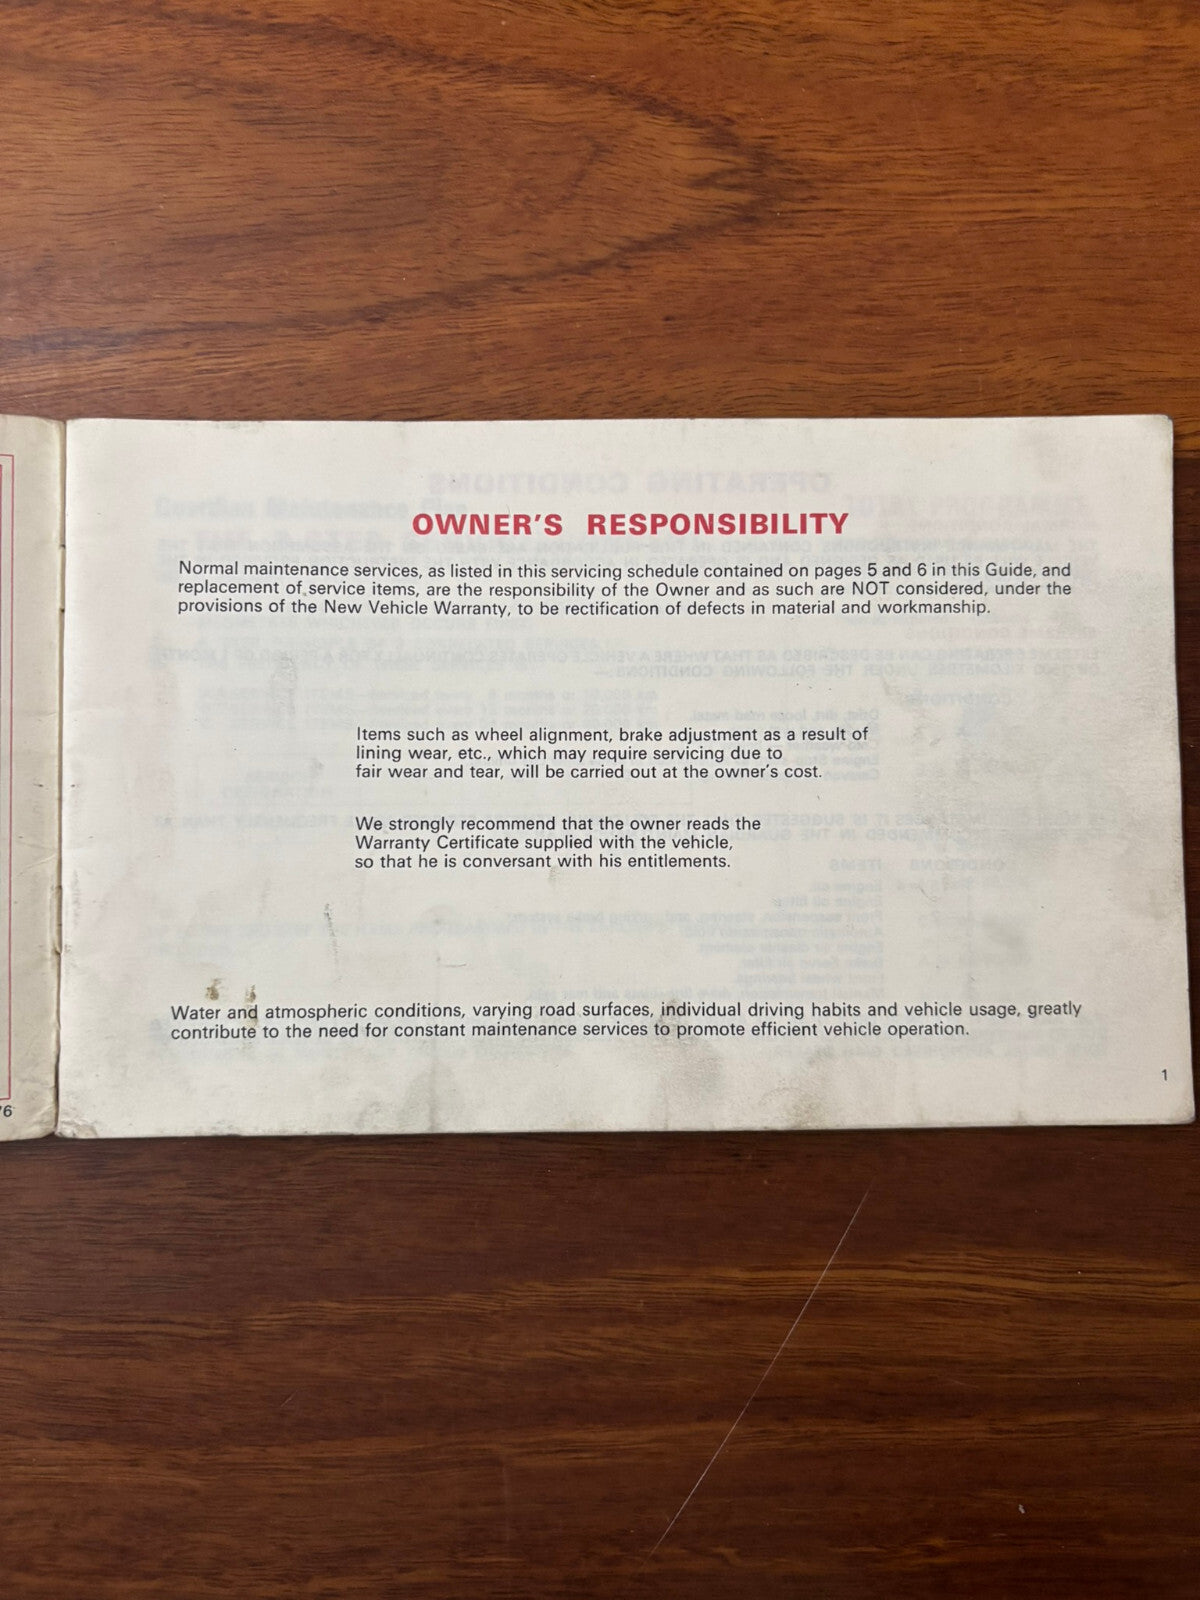 OWNER'S RESPONSIBILITY
Normal maintenance services, as listed in this servicing schedule contained on pages 5 and 6 in this Guide, and
replacement of service items, are the responsibility of the Owner and as such are NOT considered, under the
provisions of the New Vehicle Warranty, to be rectification of defects in material and workmanship.
Items such as wheel alignment, brake adjustment as a result of
lining wear, etc., which may require servicing due to
fair wear and tear, will be carried out at the owner's cost.
We strongly recommend that the owner reads the
Warranty Certificate supplied with the vehicle,
so that he is conversant with his entitlements.
Water and atmospheric conditions, varying road surfaces, individual driving habits and vehicle usage, greatly
contribute to the need for constant maintenance services to promote efficient vehicle operation.
1